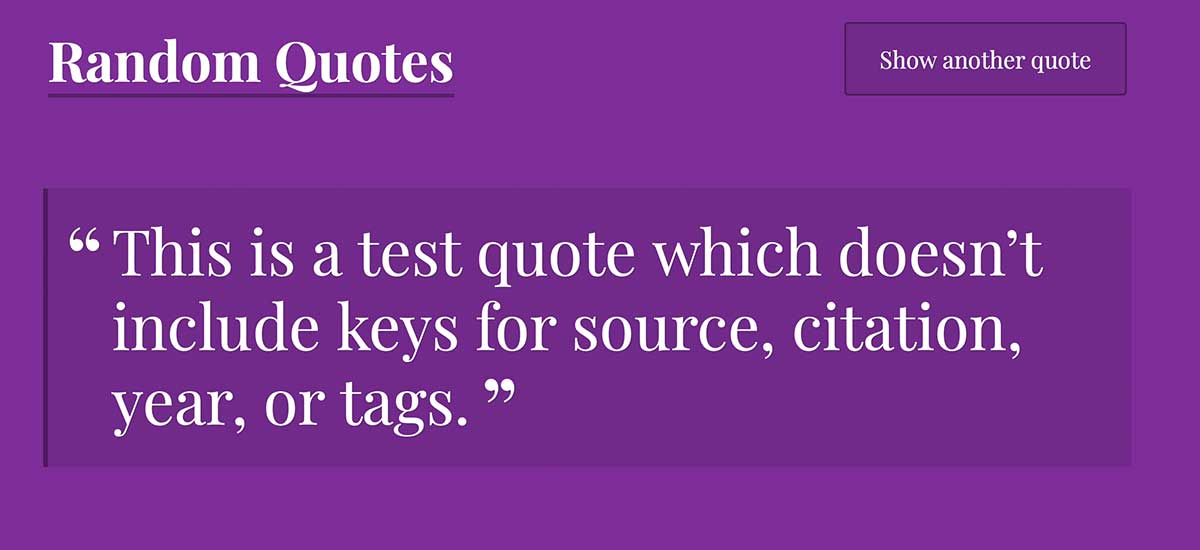 Random Quotes
Show another quote
“ This is a test quote which doesn’t
include keys for source, citation,
year, or tags. ”